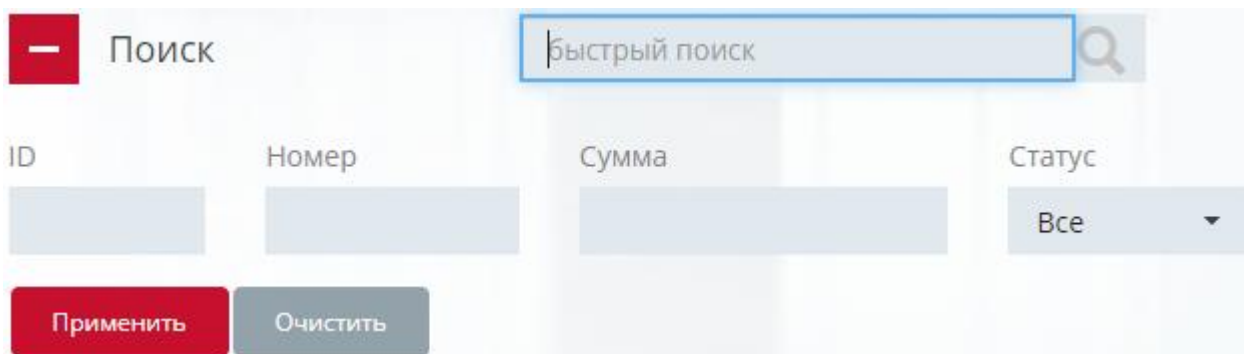 Поиск быстрый поиск
ID Номер Сумма Статус
Все
Применить Очистить